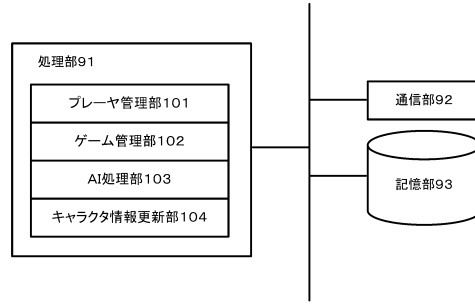 処理部91
プレーヤ管理部101
ゲーム管理部102
AI処理部103
キャラクタ情報更新部104
通信部92
記憶部93